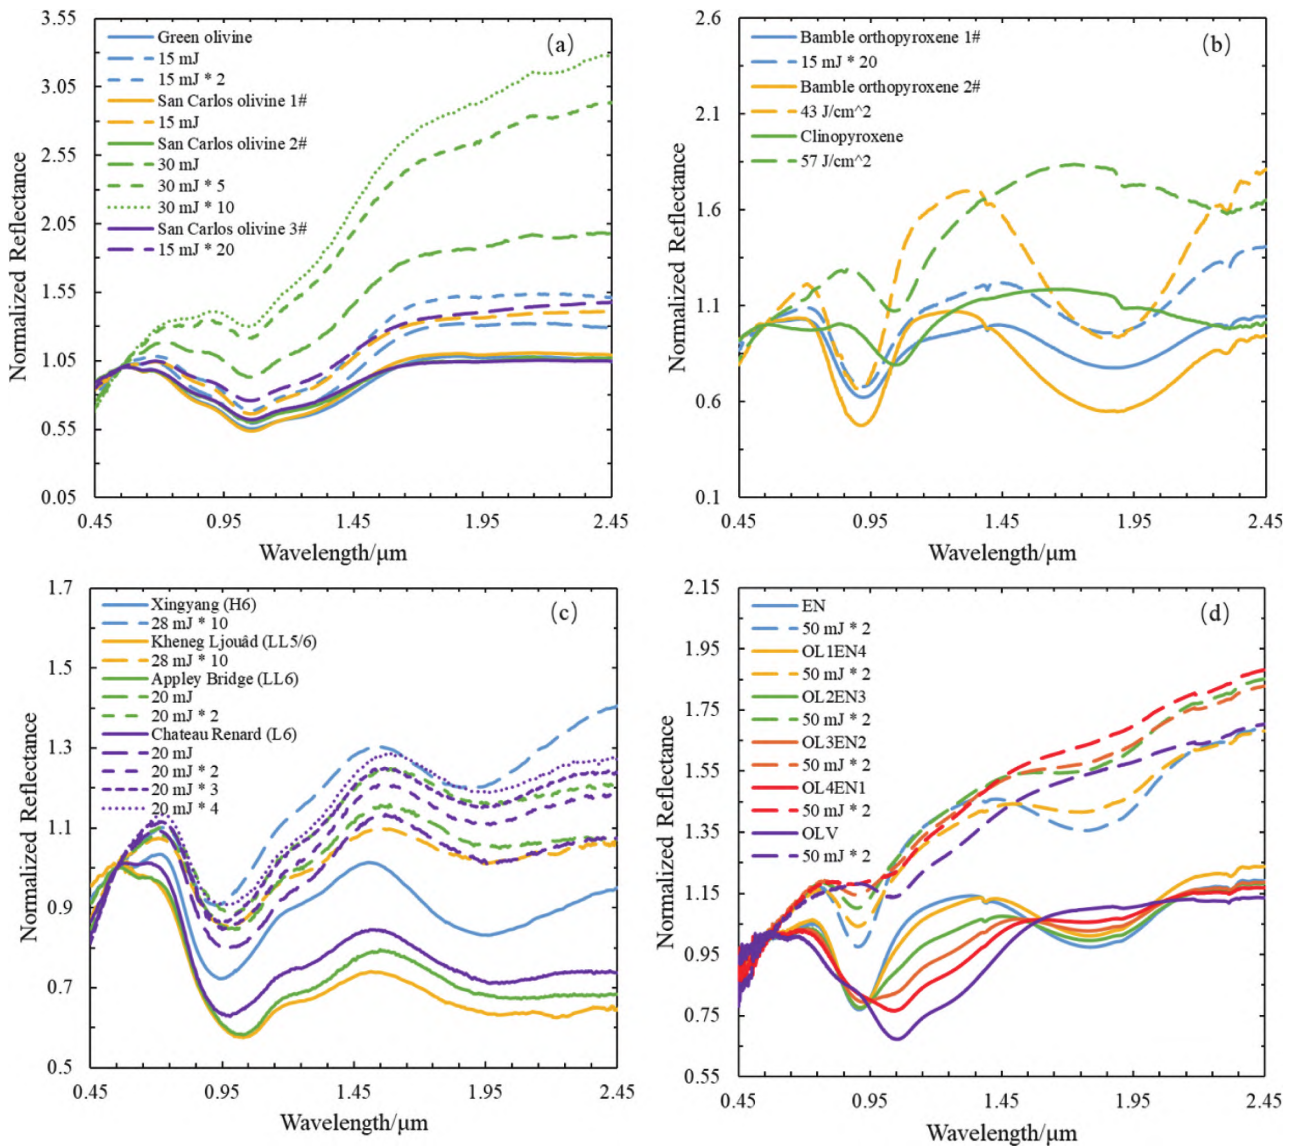 3.55
3.05
2.55
2.05
1.55
1.05
0.55
0.05
Normalized Reflectance
Green olivine
15 mJ
15 mJ * 2
San Carlos olivine 1#
15 mJ
San Carlos olivine 2#
30 mJ
30 mJ * 5
30 mJ * 10
San Carlos olivine 3#
15 mJ * 20
(a)
0.45 0.95 1.45 1.95 2.45
Wavelength/μm
2.6
2.1
1.6
1.1
0.6
0.1
Normalized Reflectance
Bamble orthopyroxene 1#
15 mJ * 20
Bamble orthopyroxene 2#
43 J/cm^2
Clinopyroxene
57 J/cm^2
(b)
0.45 0.95 1.45 1.95 2.45
Wavelength/μm
1.7
1.5
1.3
1.1
0.9
0.7
0.5
Normalized Reflectance
Xingyang (H6)
28 mJ * 10
Kheneg Ljouâd (LL5/6)
28 mJ * 10
Appley Bridge (LL6)
20 mJ
20 mJ * 2
Chateau Renard (L6)
20 mJ
20 mJ * 2
20 mJ * 3
20 mJ * 4
(c)
0.45 0.95 1.45 1.95 2.45
Wavelength/μm
2.15
1.95
1.75
1.55
1.35
1.15
0.95
0.75
0.55
Normalized Reflectance
EN
50 mJ * 2
OL1EN4
50 mJ * 2
OL2EN3
50 mJ * 2
OL3EN2
50 mJ * 2
OL4EN1
50 mJ * 2
OLV
50 mJ * 2
(d)
0.45 0.95 1.45 1.95 2.45
Wavelength/μm